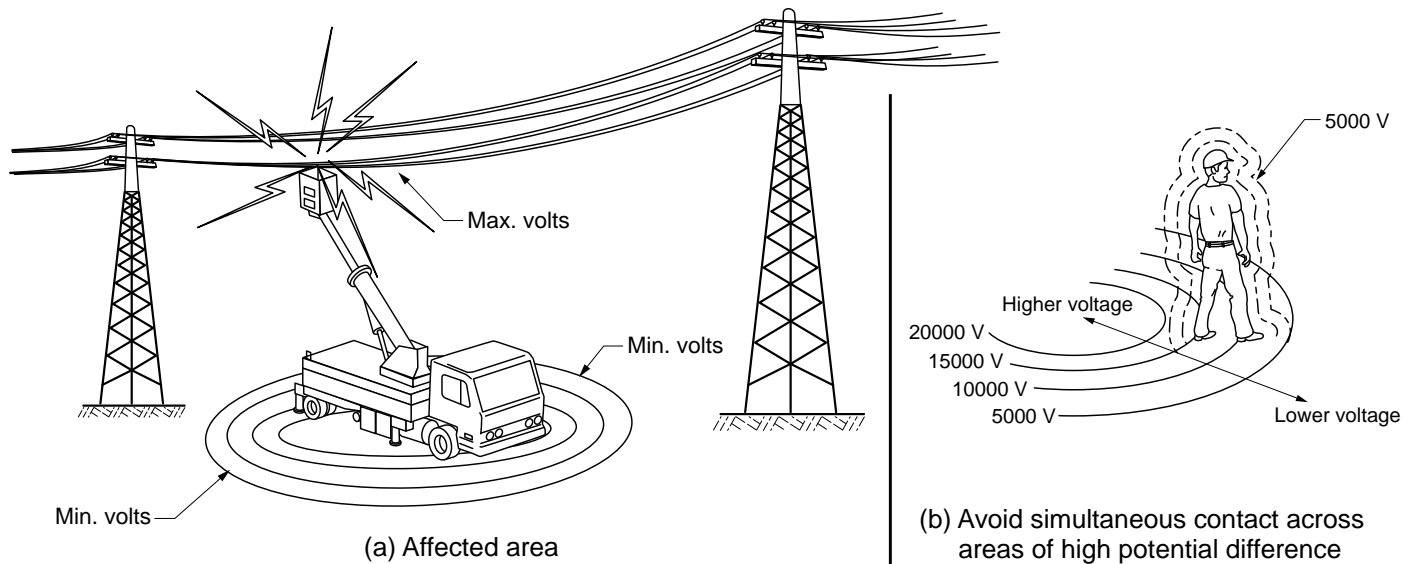 Max. volts
Min. volts
Min. volts
(a) Affected area
5000 V
Higher voltage
20000 V
15000 V
10000 V
5000 V
Lower voltage
(b) Avoid simultaneous contact across
areas of high potential difference